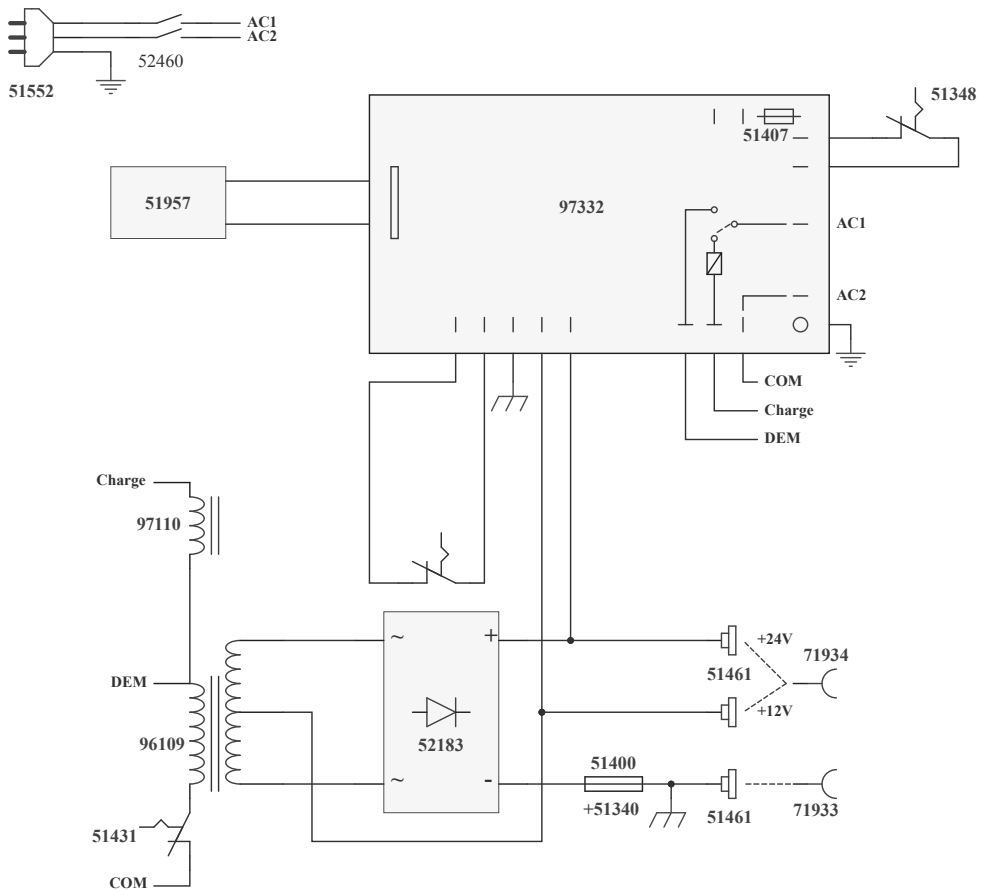 AC1
AC2
52460
51552
51348
51407
51957
97332
AC1
AC2
COM
Charge
DEM
Charge
97110
~
+
+24V
71934
51461
DEM
+12V
96109
52183
51400
~
-
+51340
51461
71933
51431
COM